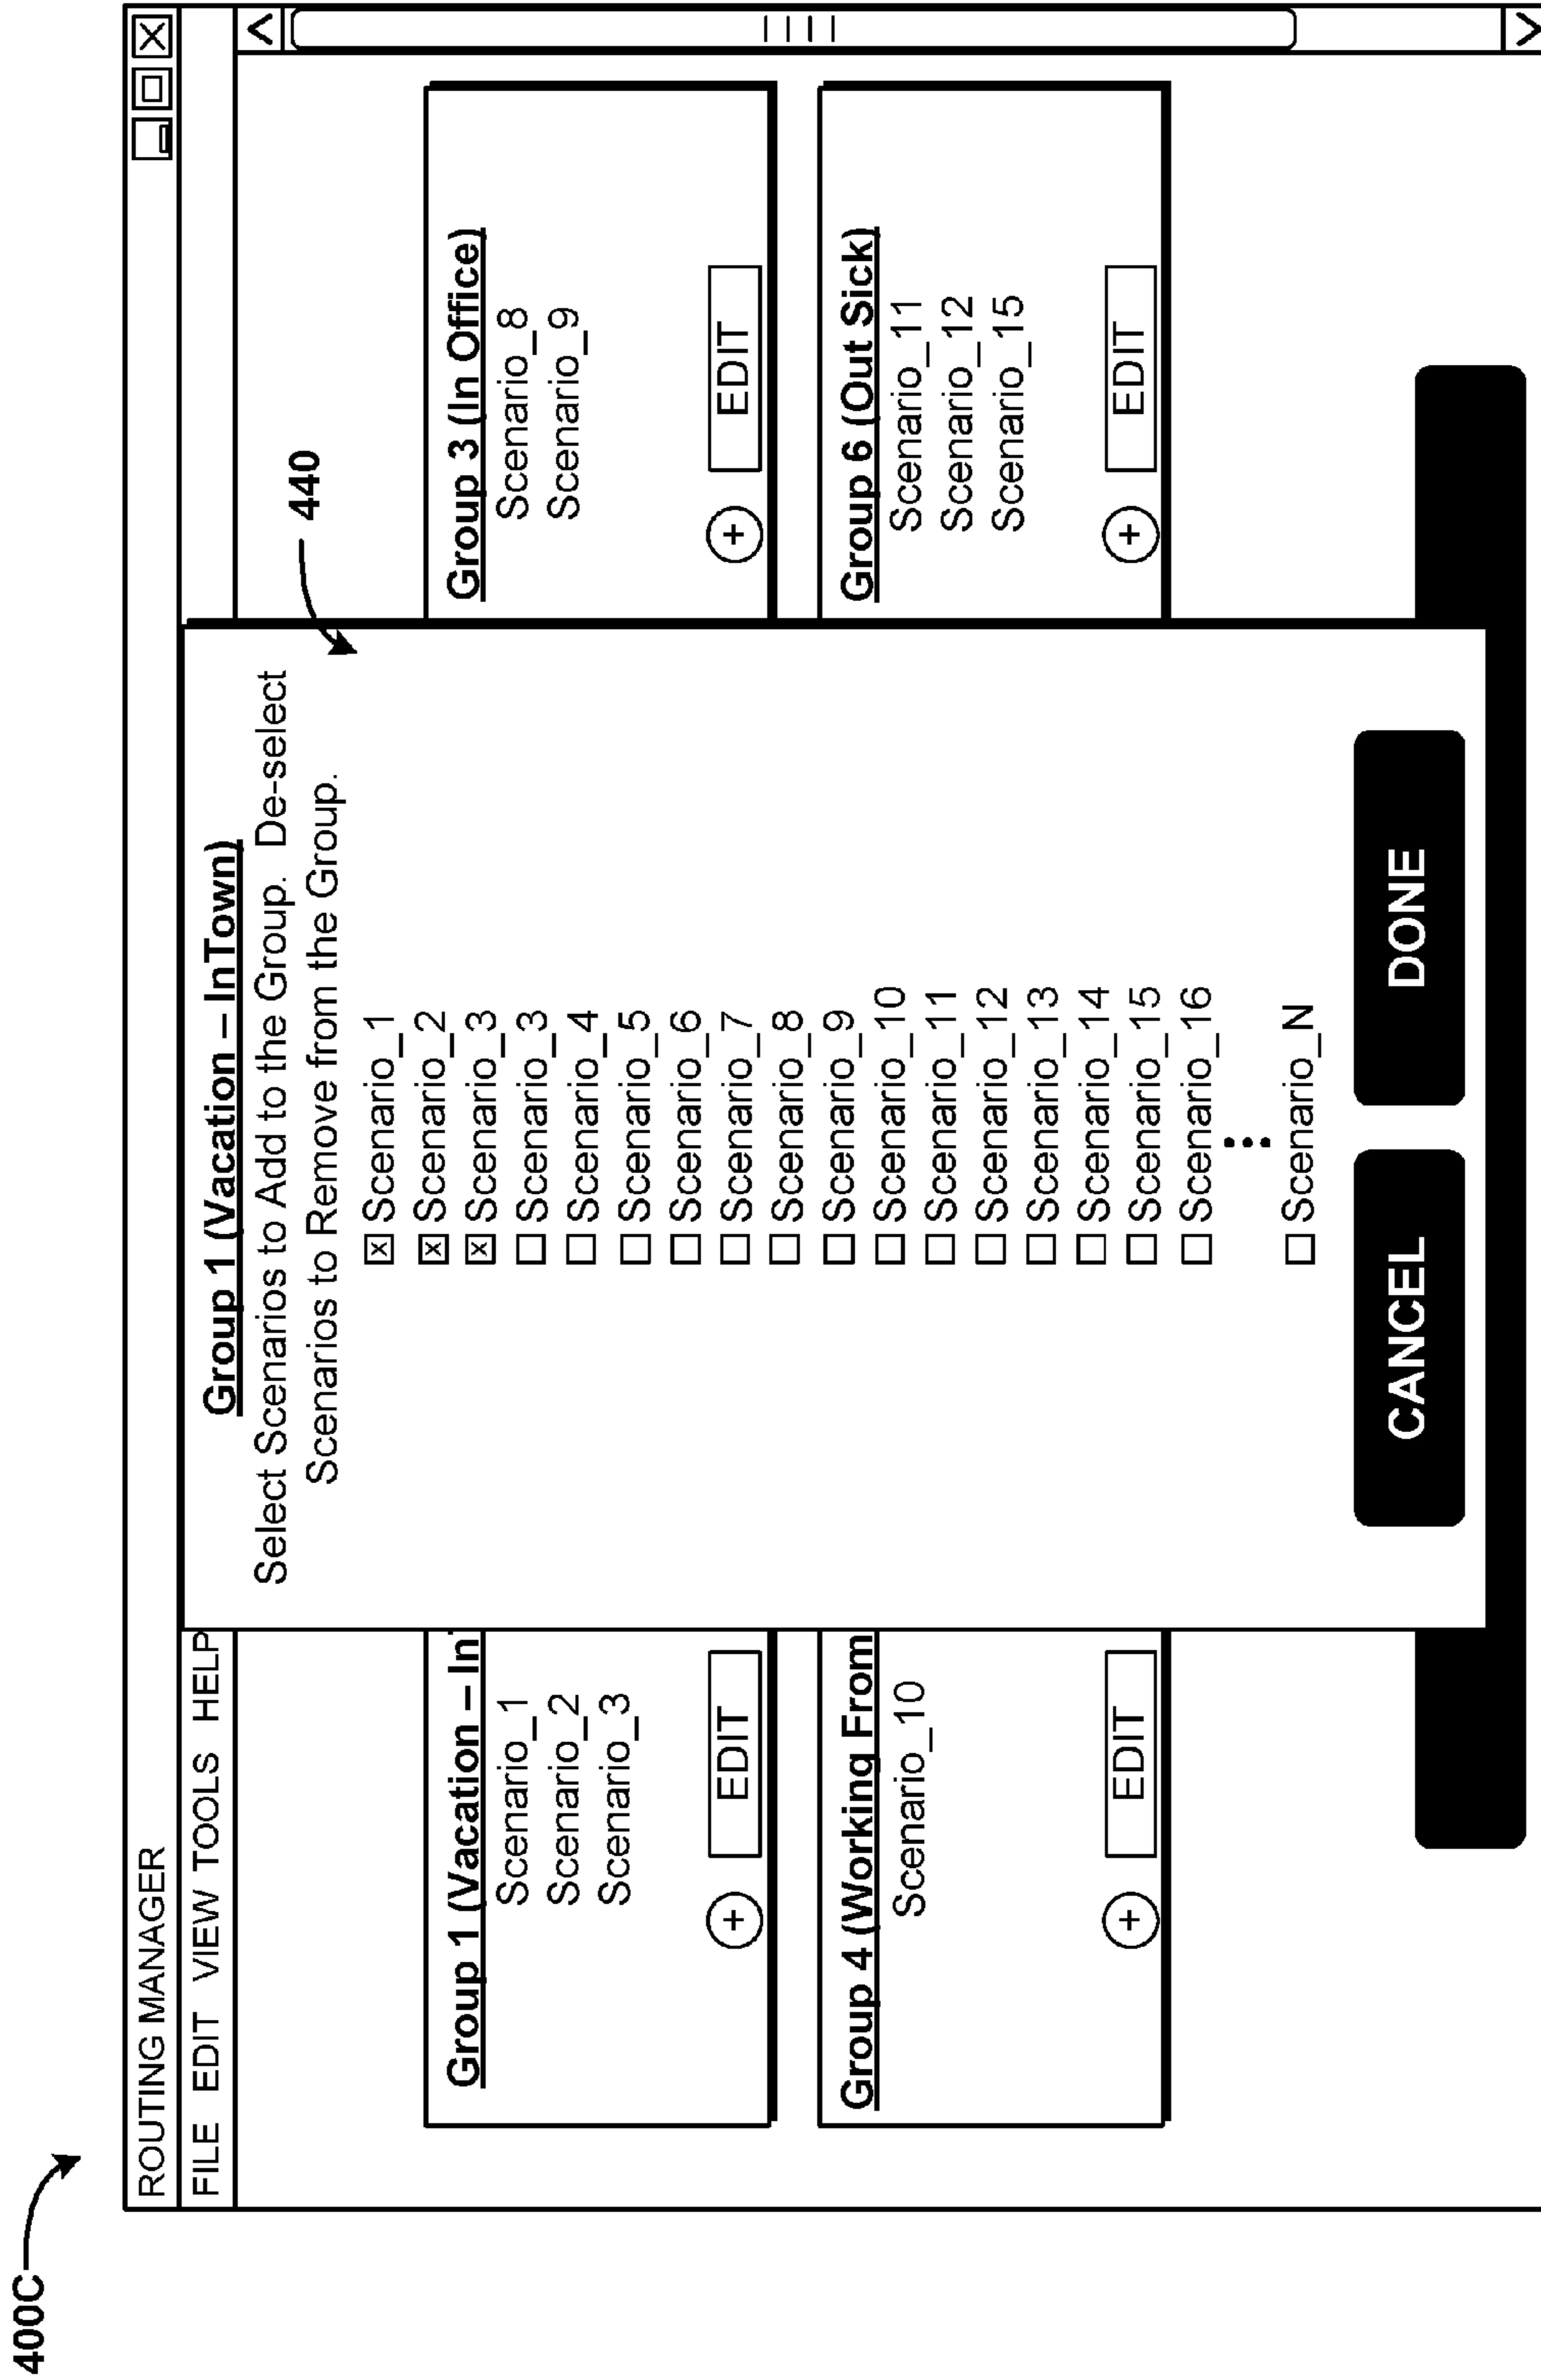 400C
ROUTING MANAGER
FILE EDIT VIEW TOOLS HELP
Group 1 (Vacation – InTown)
Select Scenarios to Add to the Group. De-select
Scenarios to Remove from the Group.
440
Scenario_1
Scenario_2
Scenario_3
Scenario_3
Scenario_4
Scenario_5
Scenario_6
Scenario_7
Scenario_8
Scenario_9
Scenario_10
Scenario_11
Scenario_12
Scenario_13
Scenario_14
Scenario_15
Scenario_16
Scenario_N
CANCEL
DONE
Group 1 (Vacation – In
Scenario_1
Scenario_2
Scenario_3
+ EDIT
Group 3 (In Office)
Scenario_8
Scenario_9
+ EDIT
Group 4 (Working From
Scenario_10
+ EDIT
Group 6 (Out Sick)
Scenario_11
Scenario_12
Scenario_15
+ EDIT